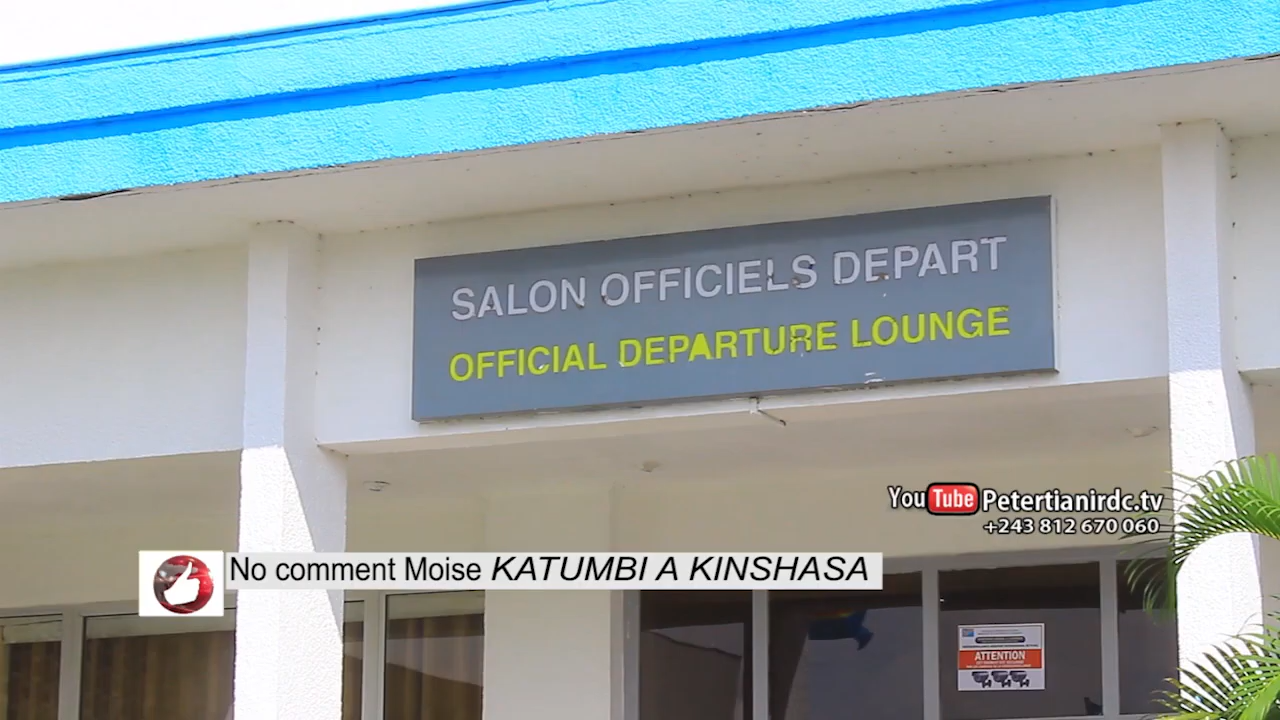 SALON OFFICIELS DEPART
OFFICIAL DEPARTURE LOUNGE
YouTube Petertianirdc.tv
+243 812 670 060
No comment Moise KATUMBI A KINSHASA
ATTENTION